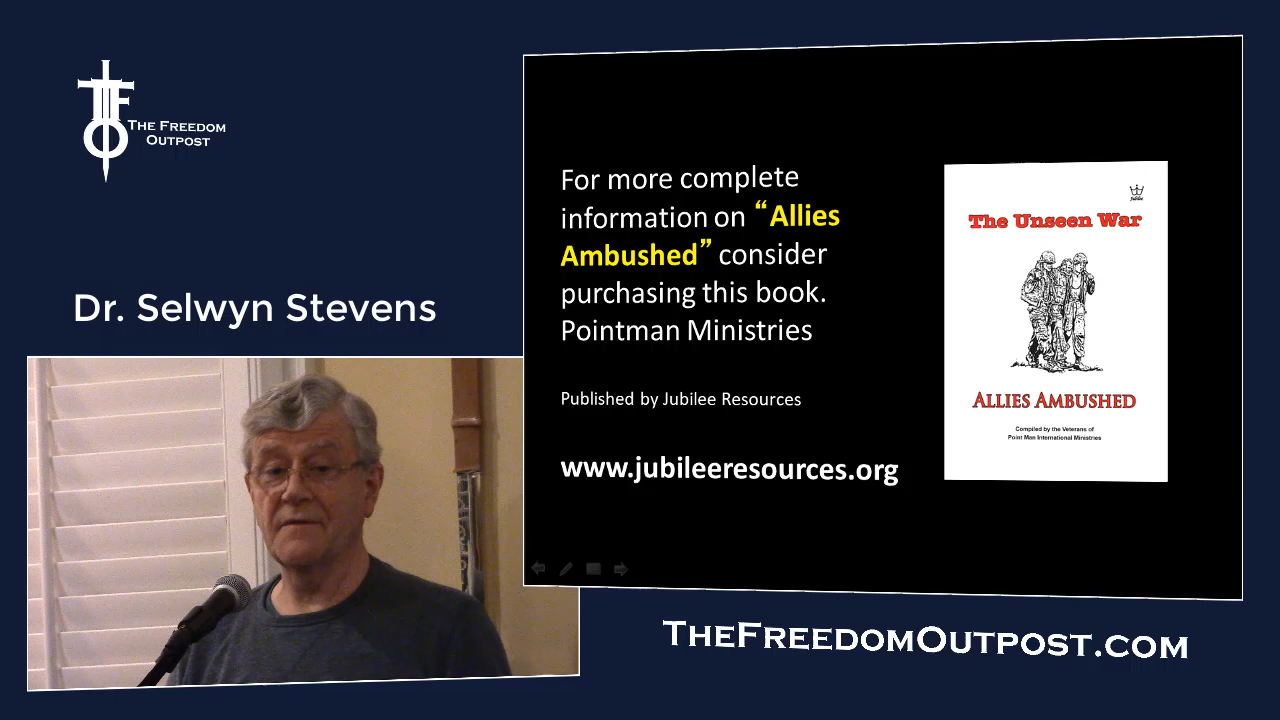 THE FREEDOM
OUTPOST
Dr. Selwyn Stevens
For more complete
information on “Allies
Ambushed” consider
purchasing this book.
Pointman Ministries
Published by Jubilee Resources
www.jubileeresources.org
Jubilee
The Unseen War
ALLIES AMBUSHED
Compiled by the Veterans of
Point Man International Ministries
THEFREEDOMOUTPOST.COM